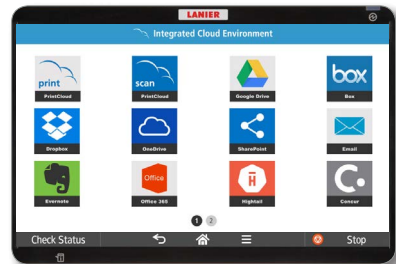 LANIER
Integrated Cloud Environment
print
PrintCloud
scan
PrintCloud
Google Drive
box
Box
Dropbox
OneDrive
SharePoint
Email
Evernote
Office
Office 365
H
Hightail
C.
Concur
1 2
Check Status
Stop